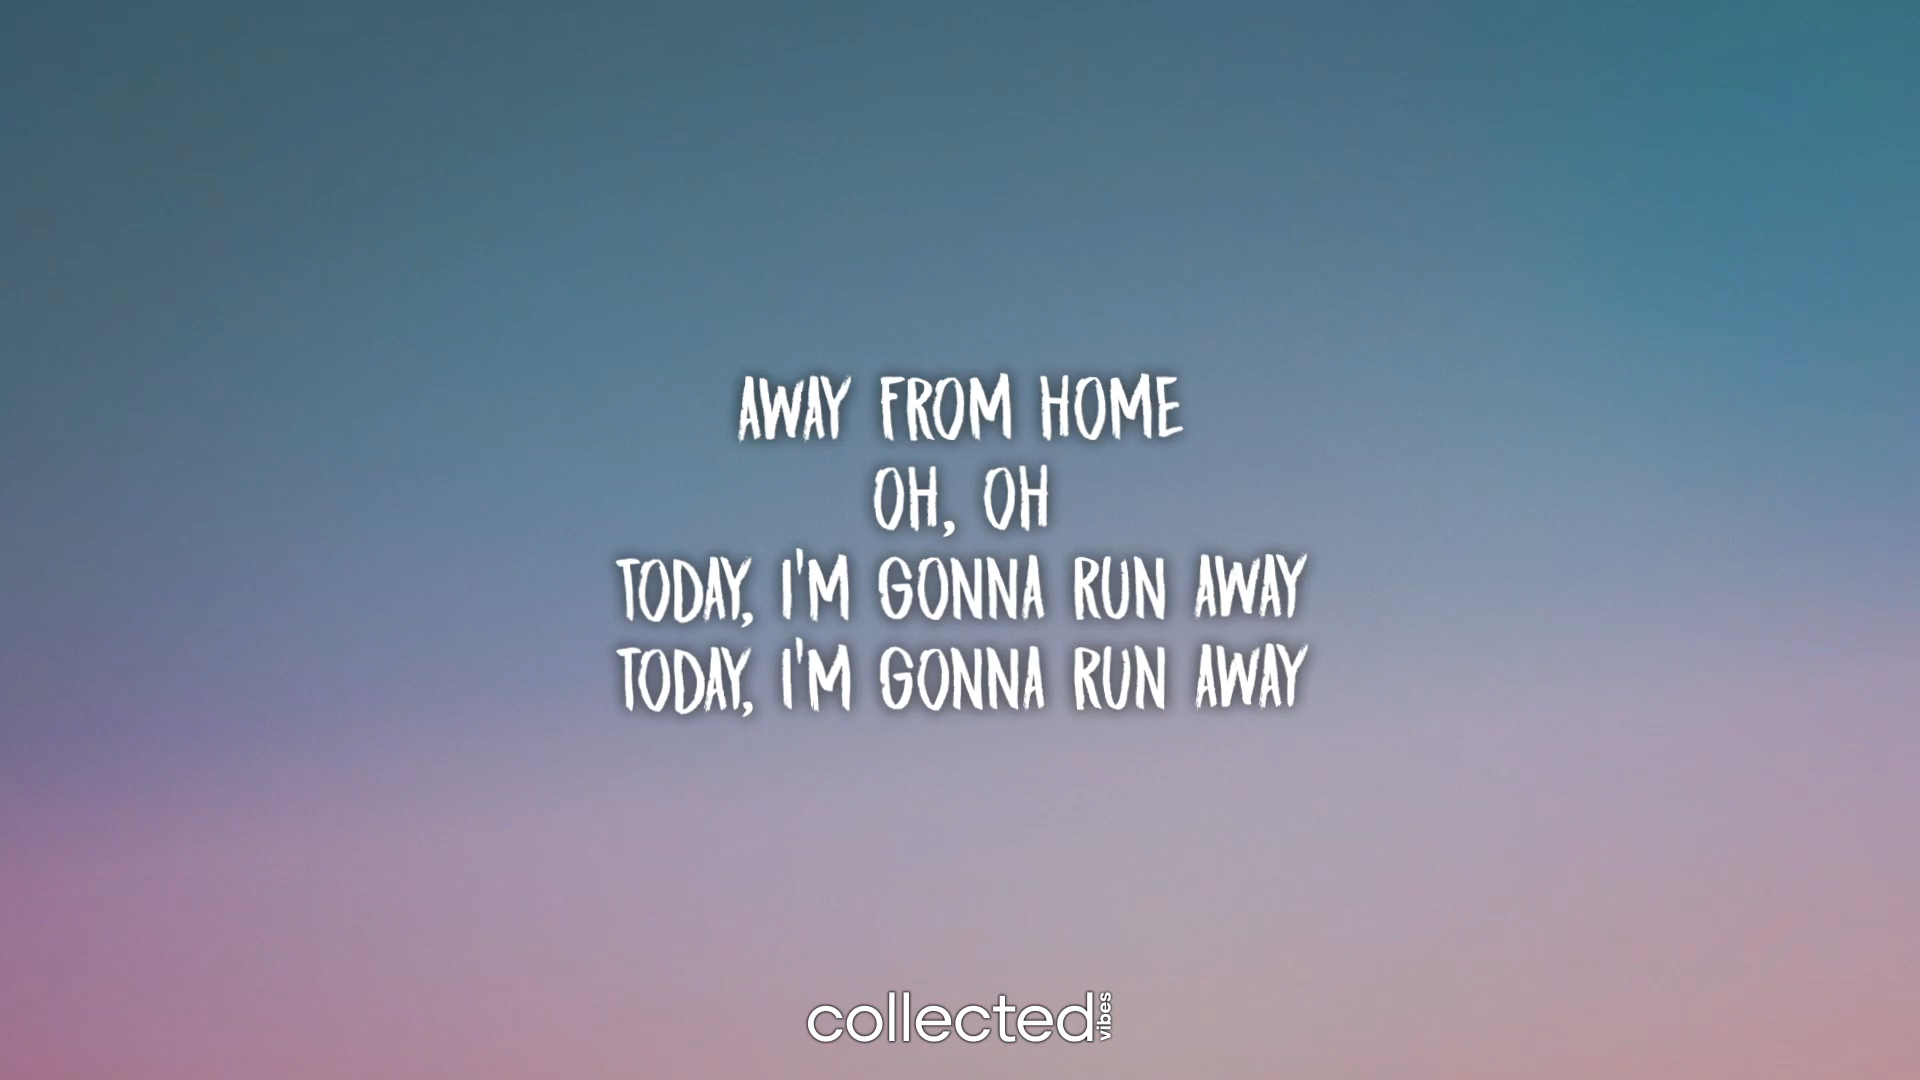 AWAY FROM HOME
OH, OH
TODAY, I'M GONNA RUN AWAY
TODAY, I'M GONNA RUN AWAY
collected vibes